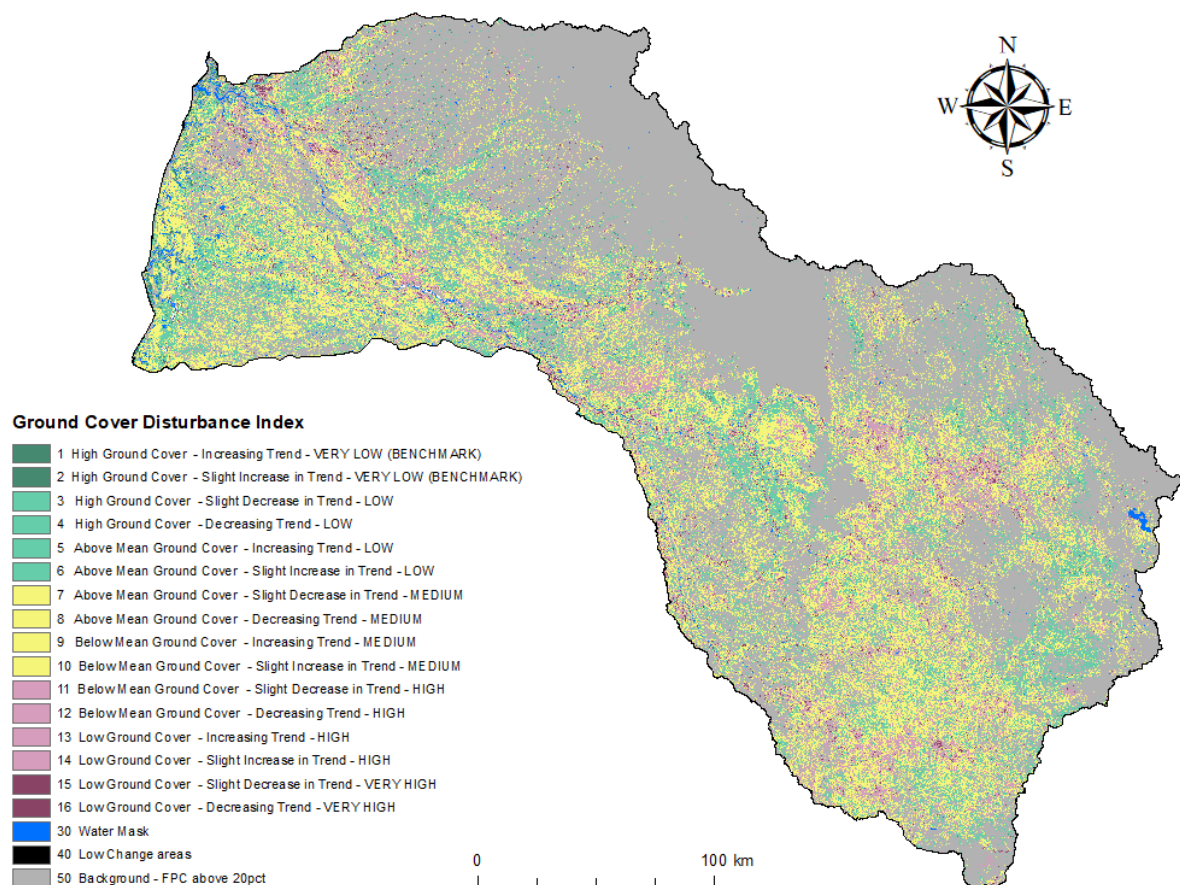 N
W E
S
Ground Cover Disturbance Index
1 High Ground Cover - Increasing Trend - VERY LOW (BENCHMARK)
2 High Ground Cover - Slight Increase in Trend - VERY LOW (BENCHMARK)
3 High Ground Cover - Slight Decrease in Trend - LOW
4 High Ground Cover - Decreasing Trend - LOW
5 Above Mean Ground Cover - Increasing Trend - LOW
6 Above Mean Ground Cover - Slight Increase in Trend - LOW
7 Above Mean Ground Cover - Slight Decrease in Trend - MEDIUM
8 Above Mean Ground Cover - Decreasing Trend - MEDIUM
9 Below Mean Ground Cover - Increasing Trend - MEDIUM
10 Below Mean Ground Cover - Slight Increase in Trend - MEDIUM
11 Below Mean Ground Cover - Slight Decrease in Trend - HIGH
12 Below Mean Ground Cover - Decreasing Trend - HIGH
13 Low Ground Cover - Increasing Trend - HIGH
14 Low Ground Cover - Slight Increase in Trend - HIGH
15 Low Ground Cover - Slight Decrease in Trend - VERY HIGH
16 Low Ground Cover - Decreasing Trend - VERY HIGH
30 Water Mask
40 Low Change areas
50 Background - FPC above 20pct
0 100 km